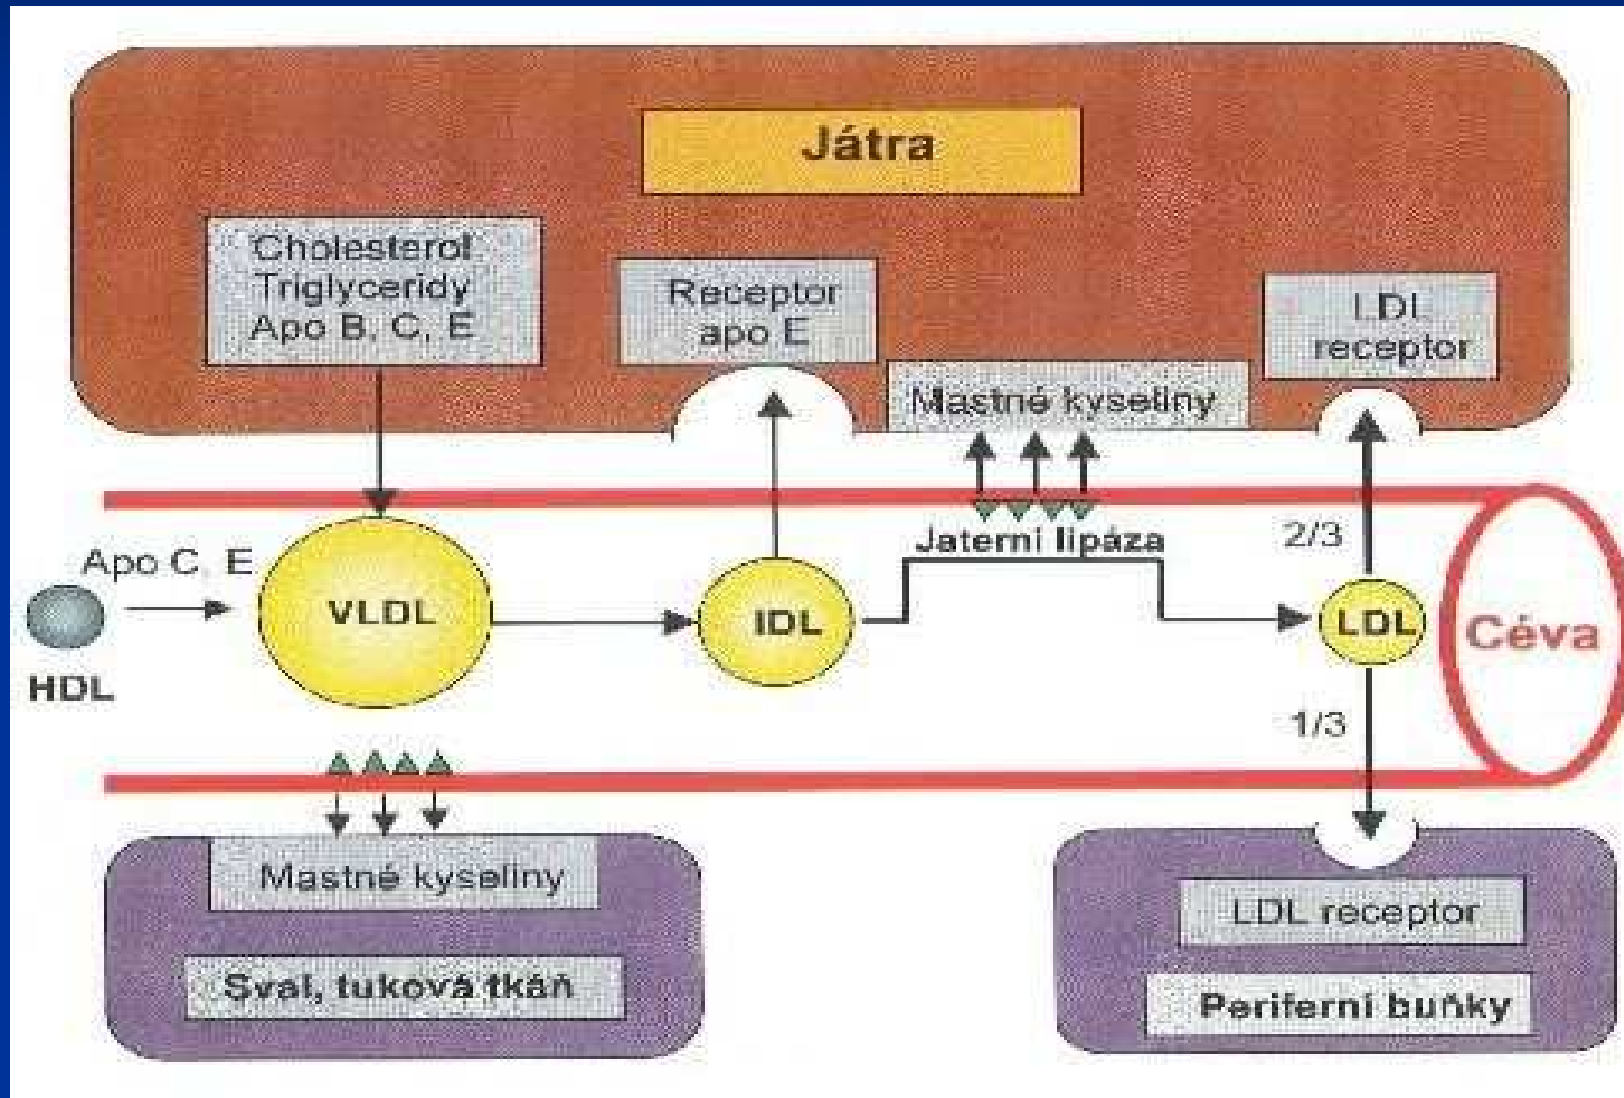 Játra
Cholesterol
Triglyceridy
Apo B, C, E
Receptor
apo E
Mastné kyseliny
LDL
receptor
Apo C, E
HDL
VLDL
IDL
Jaterní lipáza
2/3
LDL
1/3
Céva
Mastné kyseliny
Sval, tuková tkáň
LDL receptor
Periferní buňky